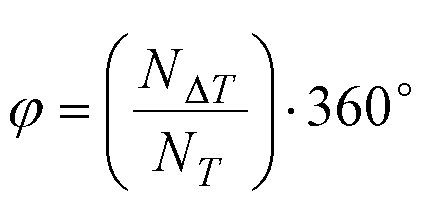 φ = (N_ΔT / N_T) · 360°